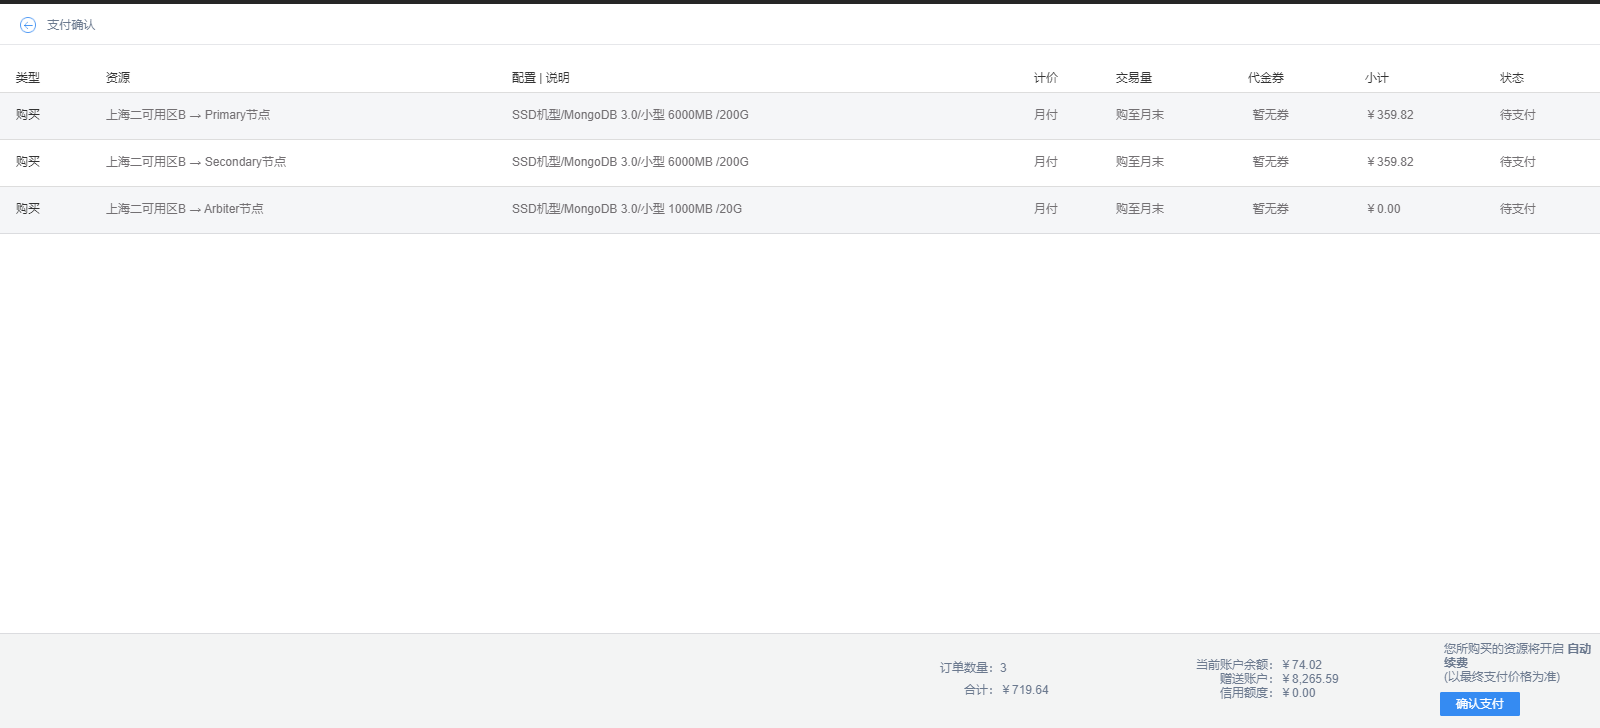 支付确认
类型 资源 配置 | 说明 计价 交易量 代金券 小计 状态
购买 上海二可用区B → Primary节点 SSD机型/MongoDB 3.0/小型 6000MB /200G 月付 购至月末 暂无券 ¥359.82 待支付
购买 上海二可用区B → Secondary节点 SSD机型/MongoDB 3.0/小型 6000MB /200G 月付 购至月末 暂无券 ¥359.82 待支付
购买 上海二可用区B → Arbiter节点 SSD机型/MongoDB 3.0/小型 1000MB /20G 月付 购至月末 暂无券 ¥0.00 待支付
订单数量：3
合计：¥719.64
当前账户余额：¥74.02
赠送账户：¥8,265.59
信用额度：¥0.00
您所购买的资源将开启 自动
续费
(以最终支付价格为准)
确认支付